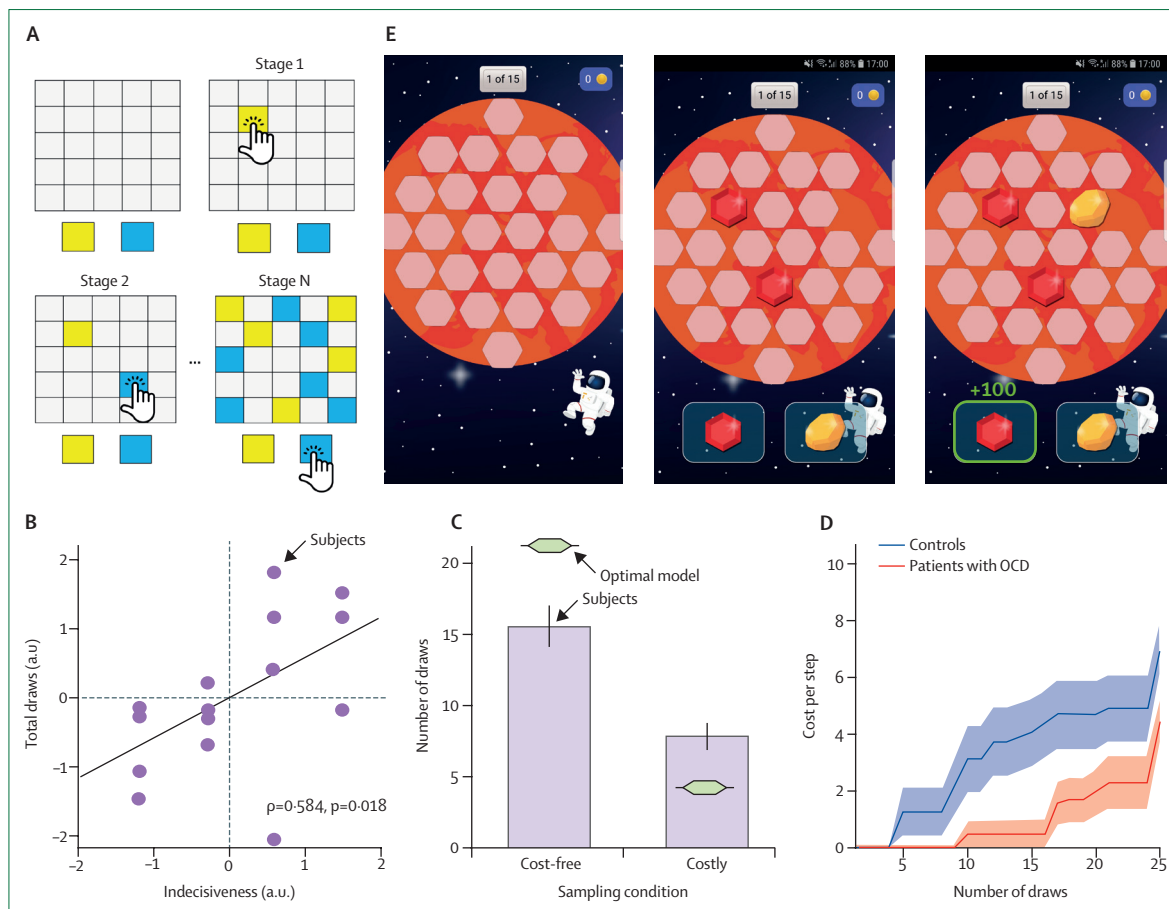 A
Stage 1
Stage 2
Stage N
...
E
1 of 15
0
88% 17:00
1 of 15
0
88% 17:00
1 of 15
0
+100
B
Subjects
Total draws (a.u)
2
1
0
–1
–2
ρ=0·584, p=0·018
–2
–1
0
1
2
Indecisiveness (a.u.)
C
Optimal model
Subjects
Number of draws
20
15
10
5
0
Cost-free
Costly
Sampling condition
D
Controls
Patients with OCD
Cost per step
10
8
6
4
2
0
5
10
15
20
25
Number of draws